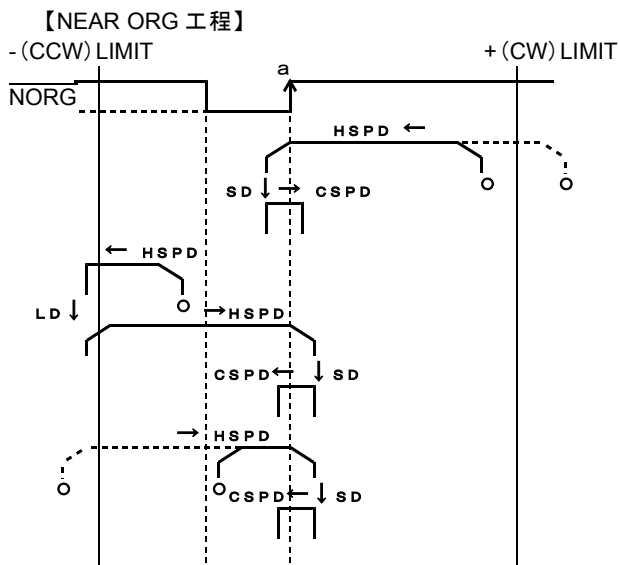 【NEAR ORG 工程】
-(CCW) LIMIT
+(CW) LIMIT
a
NORG
HSPD ←
SD ↓ → CSPD
← HSPD
LD ↓
→HSPD
CSPD← ↓ SD
→ HSPD
CSPD← ↓ SD